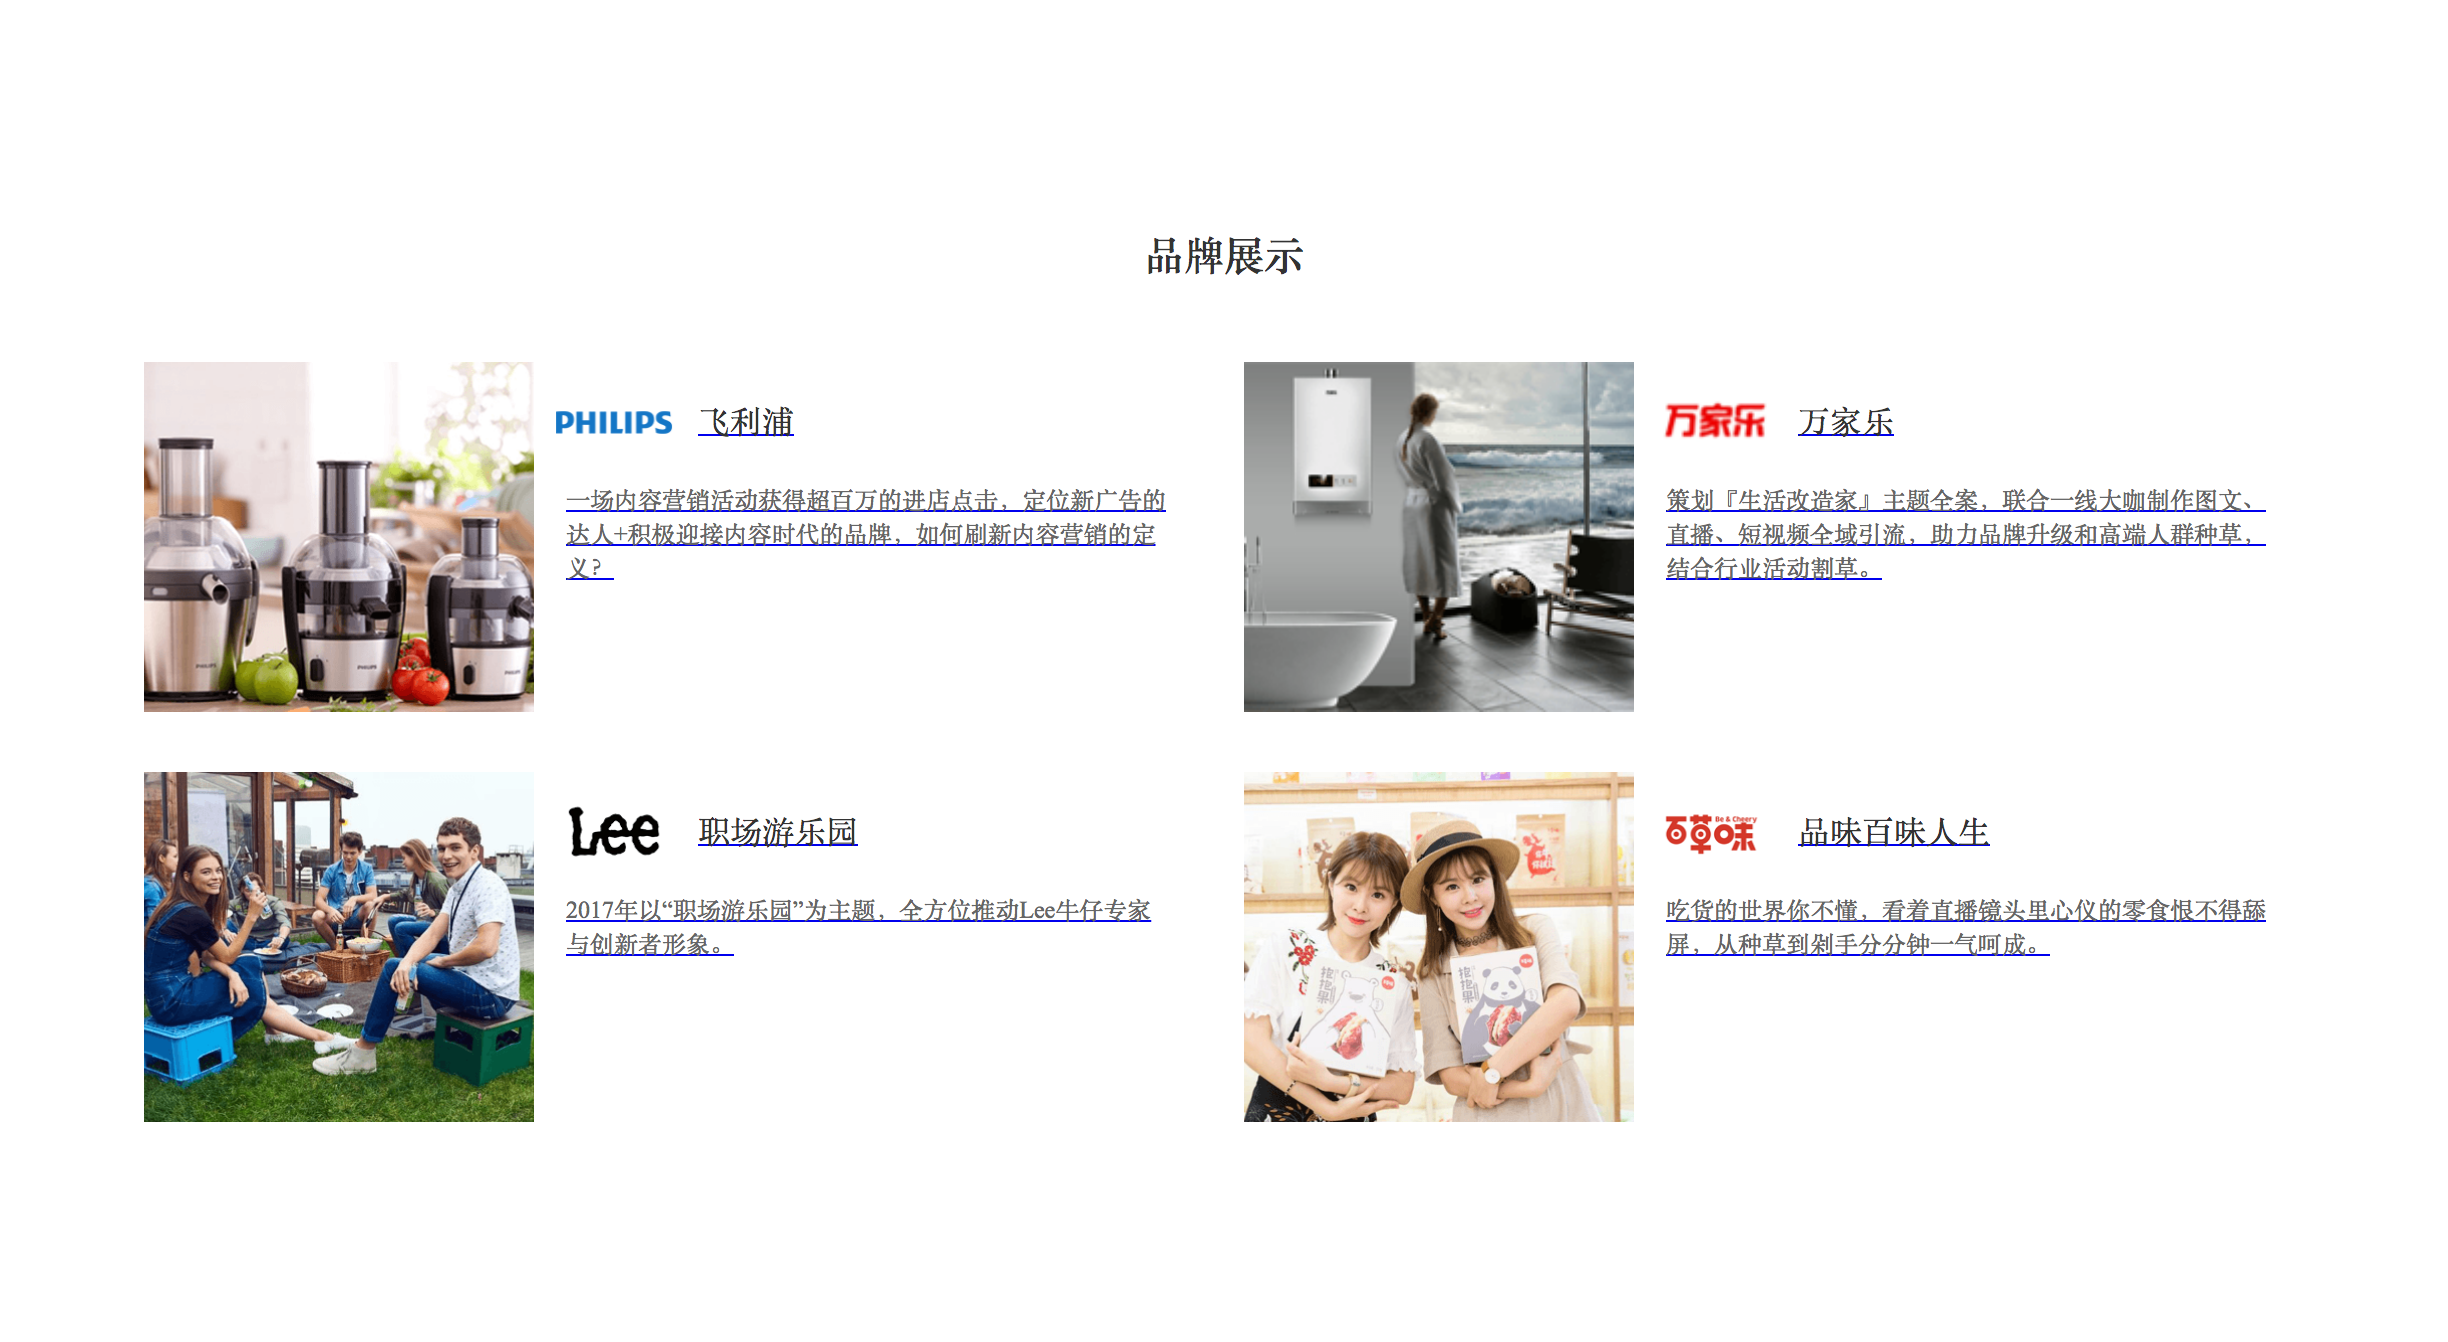 品牌展示
PHILIPS 飞利浦
一场内容营销活动获得超百万的进店点击，定位新广告的
达人+积极迎接内容时代的品牌，如何刷新内容营销的定
义？
万家乐 万家乐
策划『生活改造家』主题全案，联合一线大咖制作图文、
直播、短视频全域引流，助力品牌升级和高端人群种草，
结合行业活动割草。
PHILIPS
PHILIPS
PHILIPS
Lee 职场游乐园
2017年以“职场游乐园”为主题，全方位推动Lee牛仔专家
与创新者形象。
百草味 Be & Cheery 品味百味人生
吃货的世界你不懂，看着直播镜头里心仪的零食恨不得舔
屏，从种草到剁手分分钟一气呵成。
抱抱果
抱抱果